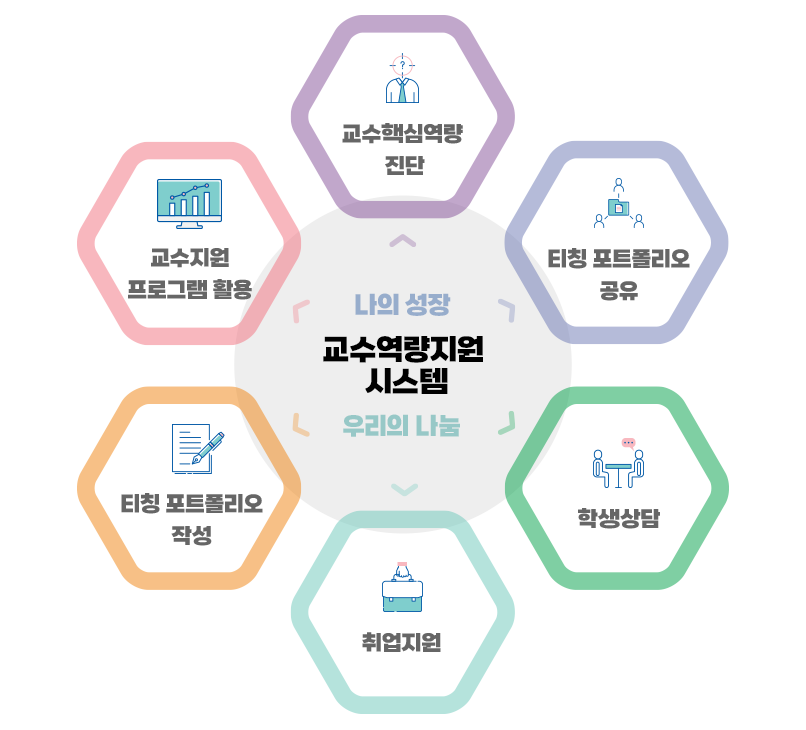 ?
교수핵심역량
진단
교수지원
프로그램 활용
티칭 포트폴리오
공유
나의 성장
교수역량지원
시스템
우리의 나눔
티칭 포트폴리오
작성
학생상담
취업지원